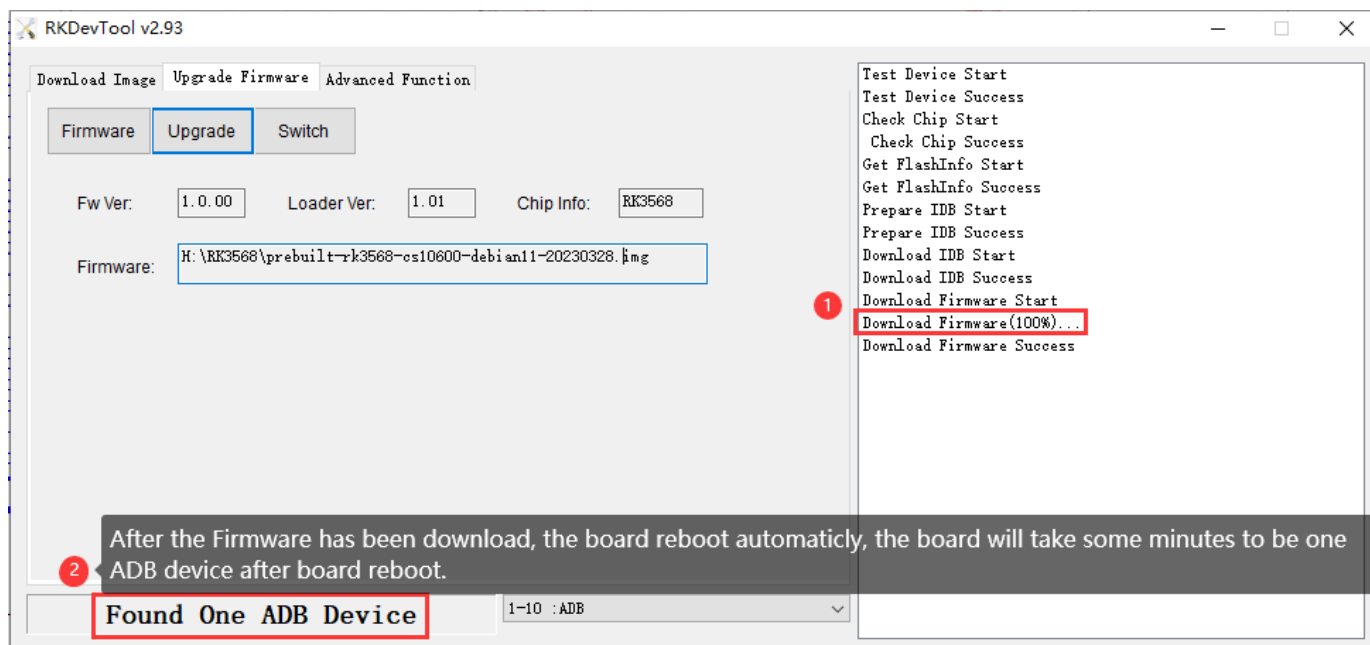 RKDevTool v2.93
Download Image Upgrade Firmware Advanced Function
Firmware Upgrade Switch
Fw Ver: 1.0.00 Loader Ver: 1.01 Chip Info: RK3568
Firmware: H:\RK3568\prebuilt-rk3568-cs10600-debian11-20230328.img
Test Device Start
Test Device Success
Check Chip Start
Check Chip Success
Get FlashInfo Start
Get FlashInfo Success
Prepare IDB Start
Prepare IDB Success
Download IDB Start
Download IDB Success
Download Firmware Start
1 Download Firmware(100%)...
Download Firmware Success
After the Firmware has been download, the board reboot automaticly, the board will take some minutes to be one
2 ADB device after board reboot.
Found One ADB Device
1-10 :ADB